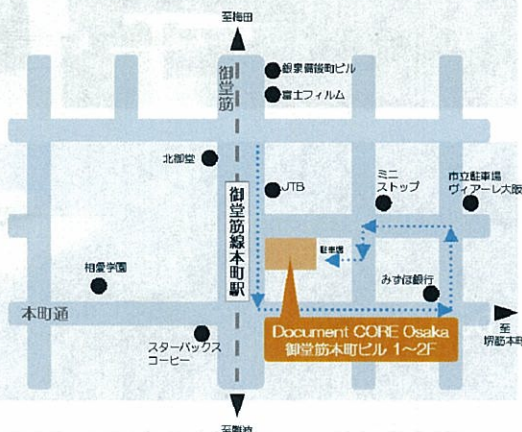 至梅田
御堂筋
銀泉備後町ビル
富士フィルム
北御堂
JTB
ミニ
ストップ
市立駐車場
ヴィアーレ大阪
御堂筋線本町駅
駐車場
相愛学園
みずほ銀行
本町通
スターバックス
コーヒー
Document CORE Osaka
御堂筋本町ビル 1～2F
至
堺筋本町
至難波